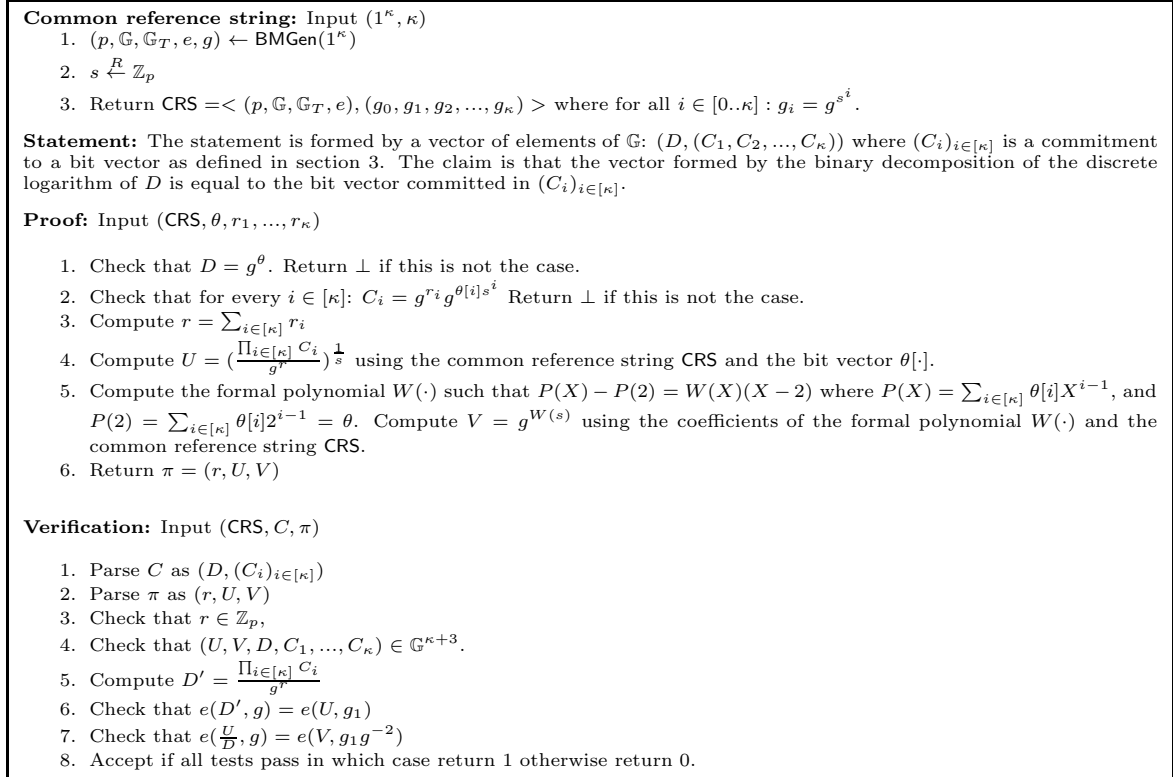 Common reference string: Input (1^κ, κ)
1. (p, 𝔾, 𝔾_T, e, g) ← BMGen(1^κ)
2. s ←^R ℤ_p
3. Return CRS =< (p, 𝔾, 𝔾_T, e), (g_0, g_1, g_2, ..., g_κ) > where for all i ∈ [0..κ] : g_i = g^{s^i}.
Statement: The statement is formed by a vector of elements of 𝔾: (D, (C_1, C_2, ..., C_κ)) where (C_i)_{i∈[κ]} is a commitment
to a bit vector as defined in section 3. The claim is that the vector formed by the binary decomposition of the discrete
logarithm of D is equal to the bit vector committed in (C_i)_{i∈[κ]}.
Proof: Input (CRS, θ, r_1, ..., r_κ)
1. Check that D = g^θ. Return ⊥ if this is not the case.
2. Check that for every i ∈ [κ]: C_i = g^{r_i} g^{θ[i]s^i} Return ⊥ if this is not the case.
3. Compute r = ∑_{i∈[κ]} r_i
4. Compute U = (\frac{∏_{i∈[κ]} C_i}{g^r})^{\frac{1}{s}} using the common reference string CRS and the bit vector θ[·].
5. Compute the formal polynomial W(·) such that P(X) − P(2) = W(X)(X − 2) where P(X) = ∑_{i∈[κ]} θ[i]X^{i−1}, and
P(2) = ∑_{i∈[κ]} θ[i]2^{i−1} = θ. Compute V = g^{W(s)} using the coefficients of the formal polynomial W(·) and the
common reference string CRS.
6. Return π = (r, U, V)
Verification: Input (CRS, C, π)
1. Parse C as (D, (C_i)_{i∈[κ]})
2. Parse π as (r, U, V)
3. Check that r ∈ ℤ_p,
4. Check that (U, V, D, C_1, ..., C_κ) ∈ 𝔾^{κ+3}.
5. Compute D′ = \frac{∏_{i∈[κ]} C_i}{g^r}
6. Check that e(D′, g) = e(U, g_1)
7. Check that e(\frac{U}{D}, g) = e(V, g_1 g^{−2})
8. Accept if all tests pass in which case return 1 otherwise return 0.